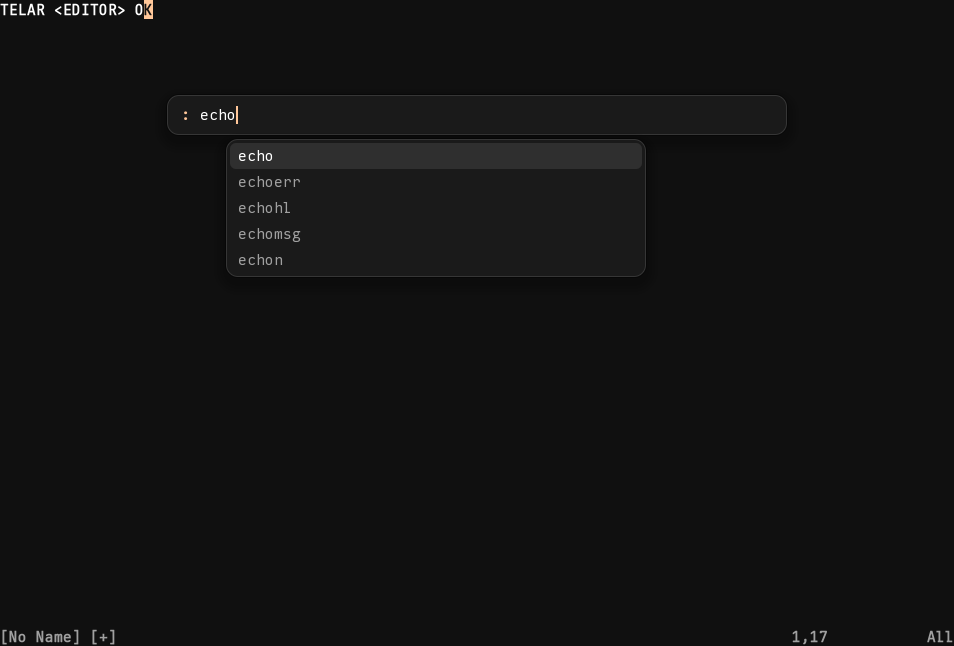 TELAR <EDITOR> OK
: echo
echo
echoerr
echohl
echomsg
echon
[No Name] [+] 1,17 All